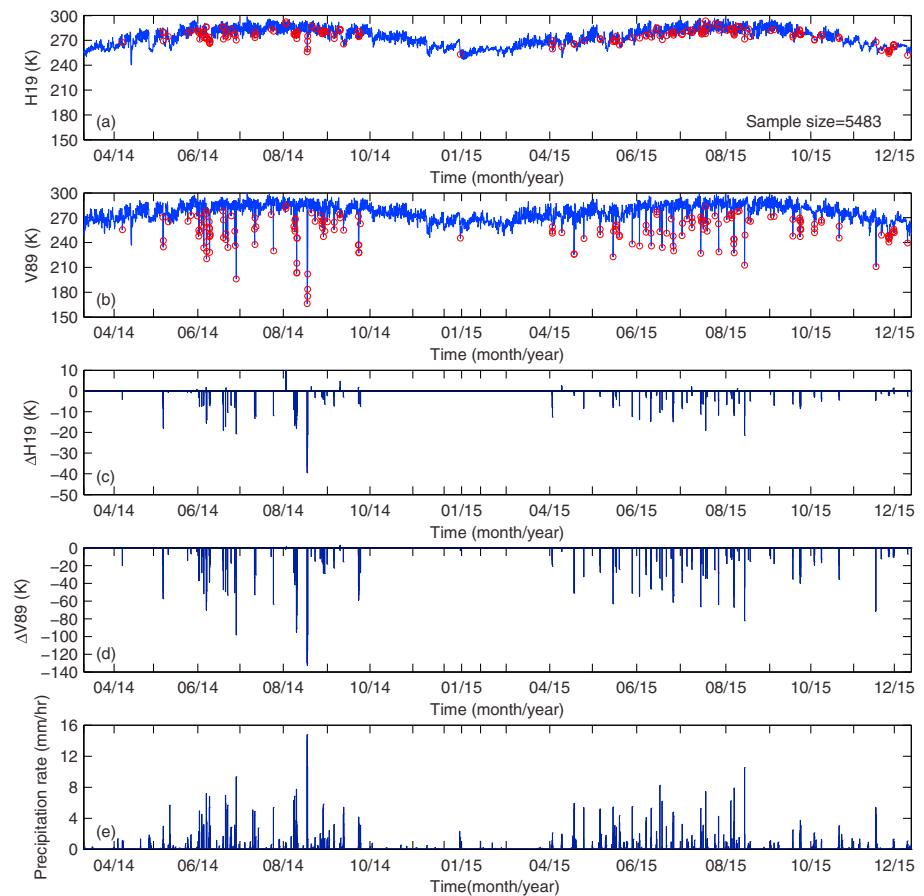 300
270
240
210
180
150
H19 (K)
(a)
Sample size=5483
04/14 06/14 08/14 10/14 01/15 04/15 06/15 08/15 10/15 12/15
Time (month/year)
300
270
240
210
180
150
V89 (K)
(b)
04/14 06/14 08/14 10/14 01/15 04/15 06/15 08/15 10/15 12/15
Time (month/year)
10
0
−10
−20
−30
−40
−50
ΔH19 (K)
(c)
04/14 06/14 08/14 10/14 01/15 04/15 06/15 08/15 10/15 12/15
Time (month/year)
0
−20
−40
−60
−80
−100
−120
−140
ΔV89 (K)
(d)
04/14 06/14 08/14 10/14 01/15 04/15 06/15 08/15 10/15 12/15
Time (month/year)
16
12
8
4
0
Precipitation rate (mm/hr)
(e)
04/14 06/14 08/14 10/14 01/15 04/15 06/15 08/15 10/15 12/15
Time(month/year)